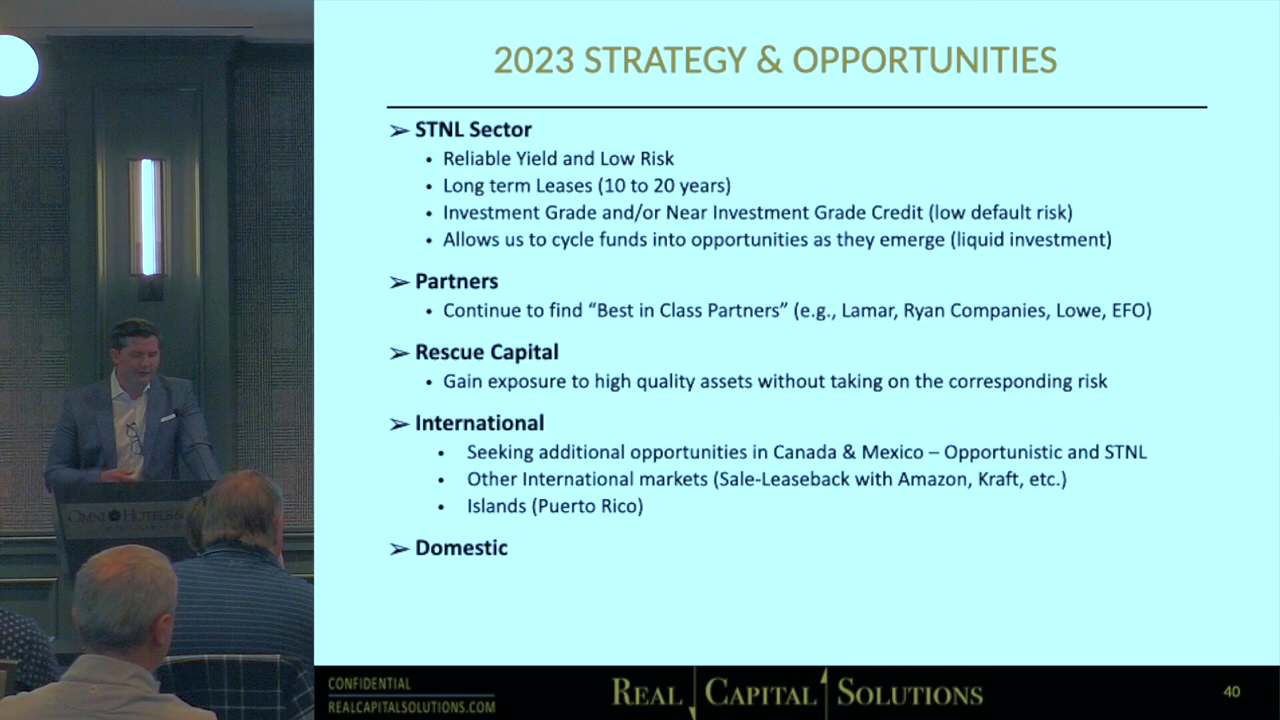 2023 STRATEGY & OPPORTUNITIES
➢ STNL Sector
• Reliable Yield and Low Risk
• Long term Leases (10 to 20 years)
• Investment Grade and/or Near Investment Grade Credit (low default risk)
• Allows us to cycle funds into opportunities as they emerge (liquid investment)
➢ Partners
• Continue to find “Best in Class Partners” (e.g., Lamar, Ryan Companies, Lowe, EFO)
➢ Rescue Capital
• Gain exposure to high quality assets without taking on the corresponding risk
➢ International
• Seeking additional opportunities in Canada & Mexico – Opportunistic and STNL
• Other International markets (Sale-Leaseback with Amazon, Kraft, etc.)
• Islands (Puerto Rico)
➢ Domestic
OMNI HOTELS &
CONFIDENTIAL
REALCAPITALSOLUTIONS.COM
REAL CAPITAL SOLUTIONS
40